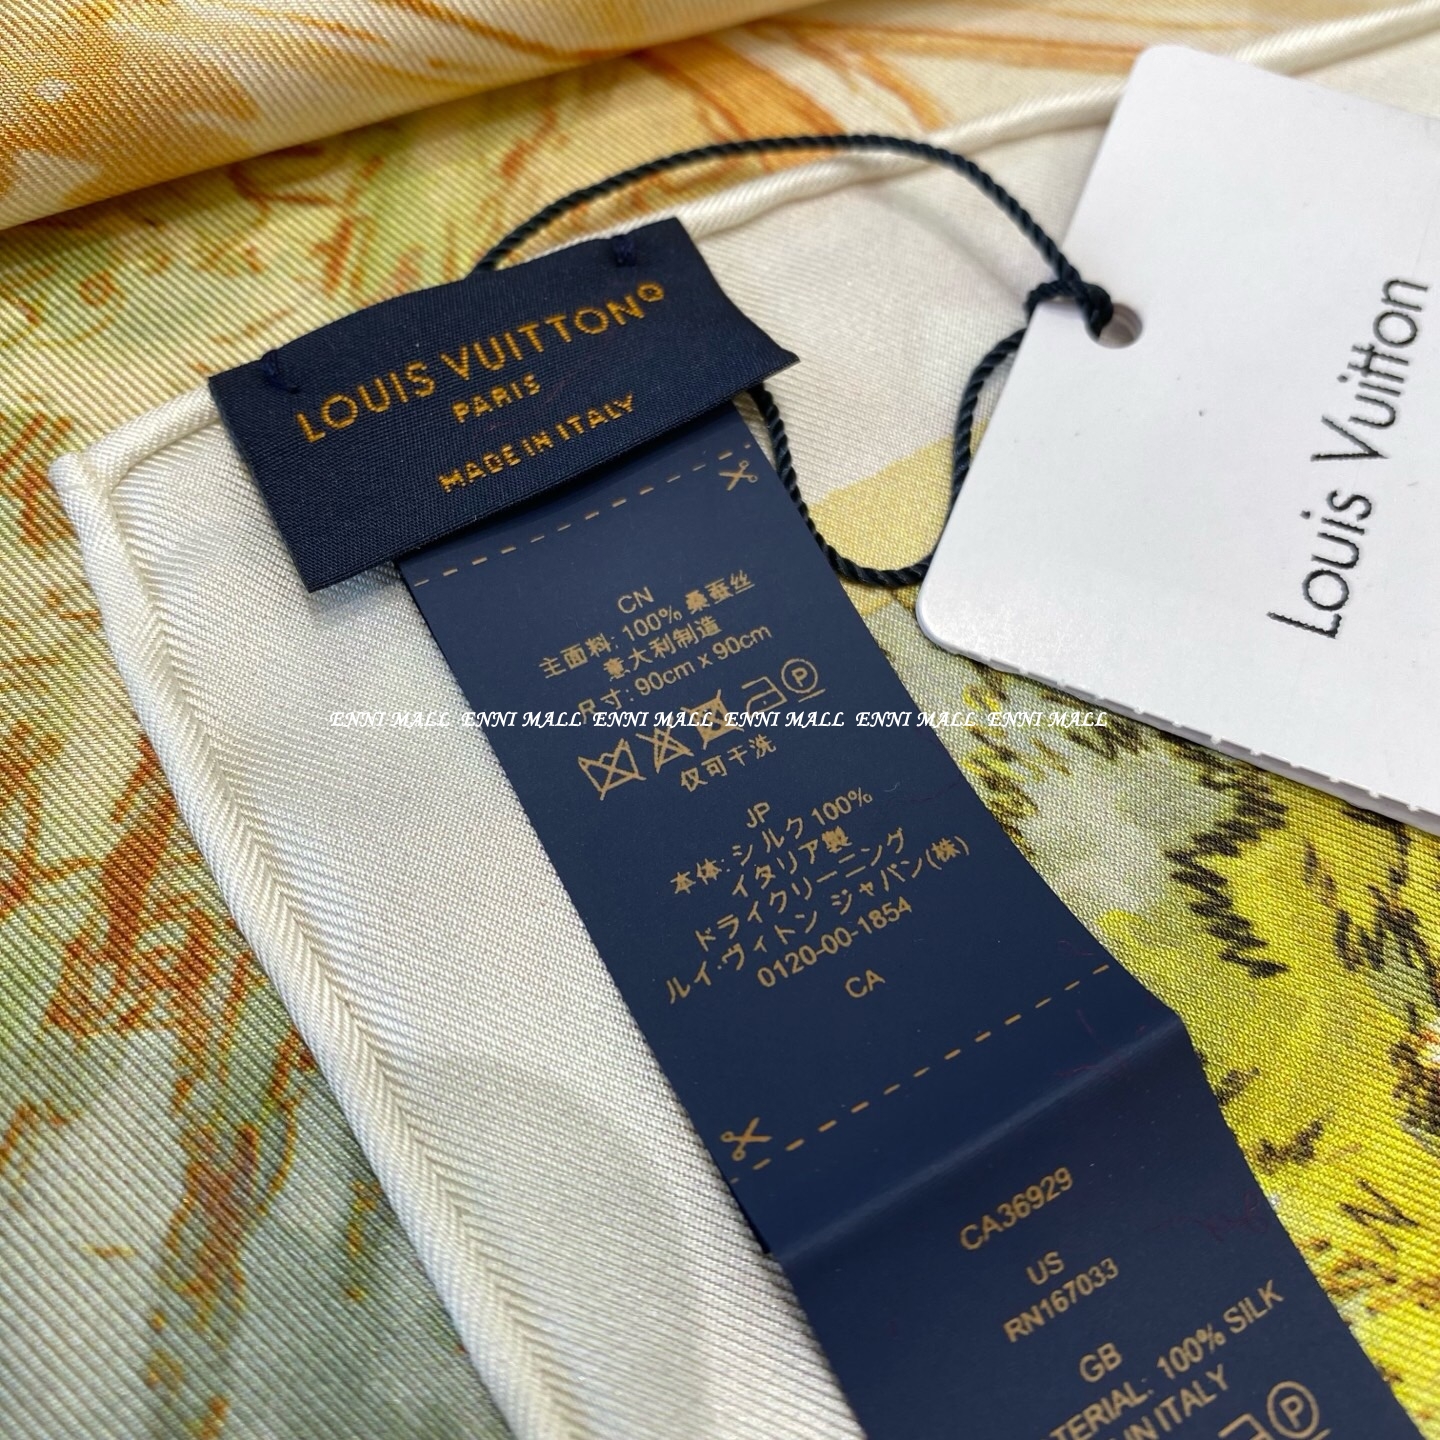 LOUIS VUITTON®
PARIS
MADE IN ITALY
Louis Vuitton
CN
主面料: 100% 桑蚕丝
意大利制造
尺寸: 90cm x 90cm
P
ENNI MALL ENNI MALL ENNI MALL ENNI MALL ENNI MALL ENNI MALL
仅可干洗
JP
本体: シルク 100%
イタリア製
ドライクリーニング
ルイ・ヴィトン ジャパン(株)
0120-00-1854
CA
CA36929
US
RN167033
GB
TERIAL: 100% SILK
IN ITALY
P